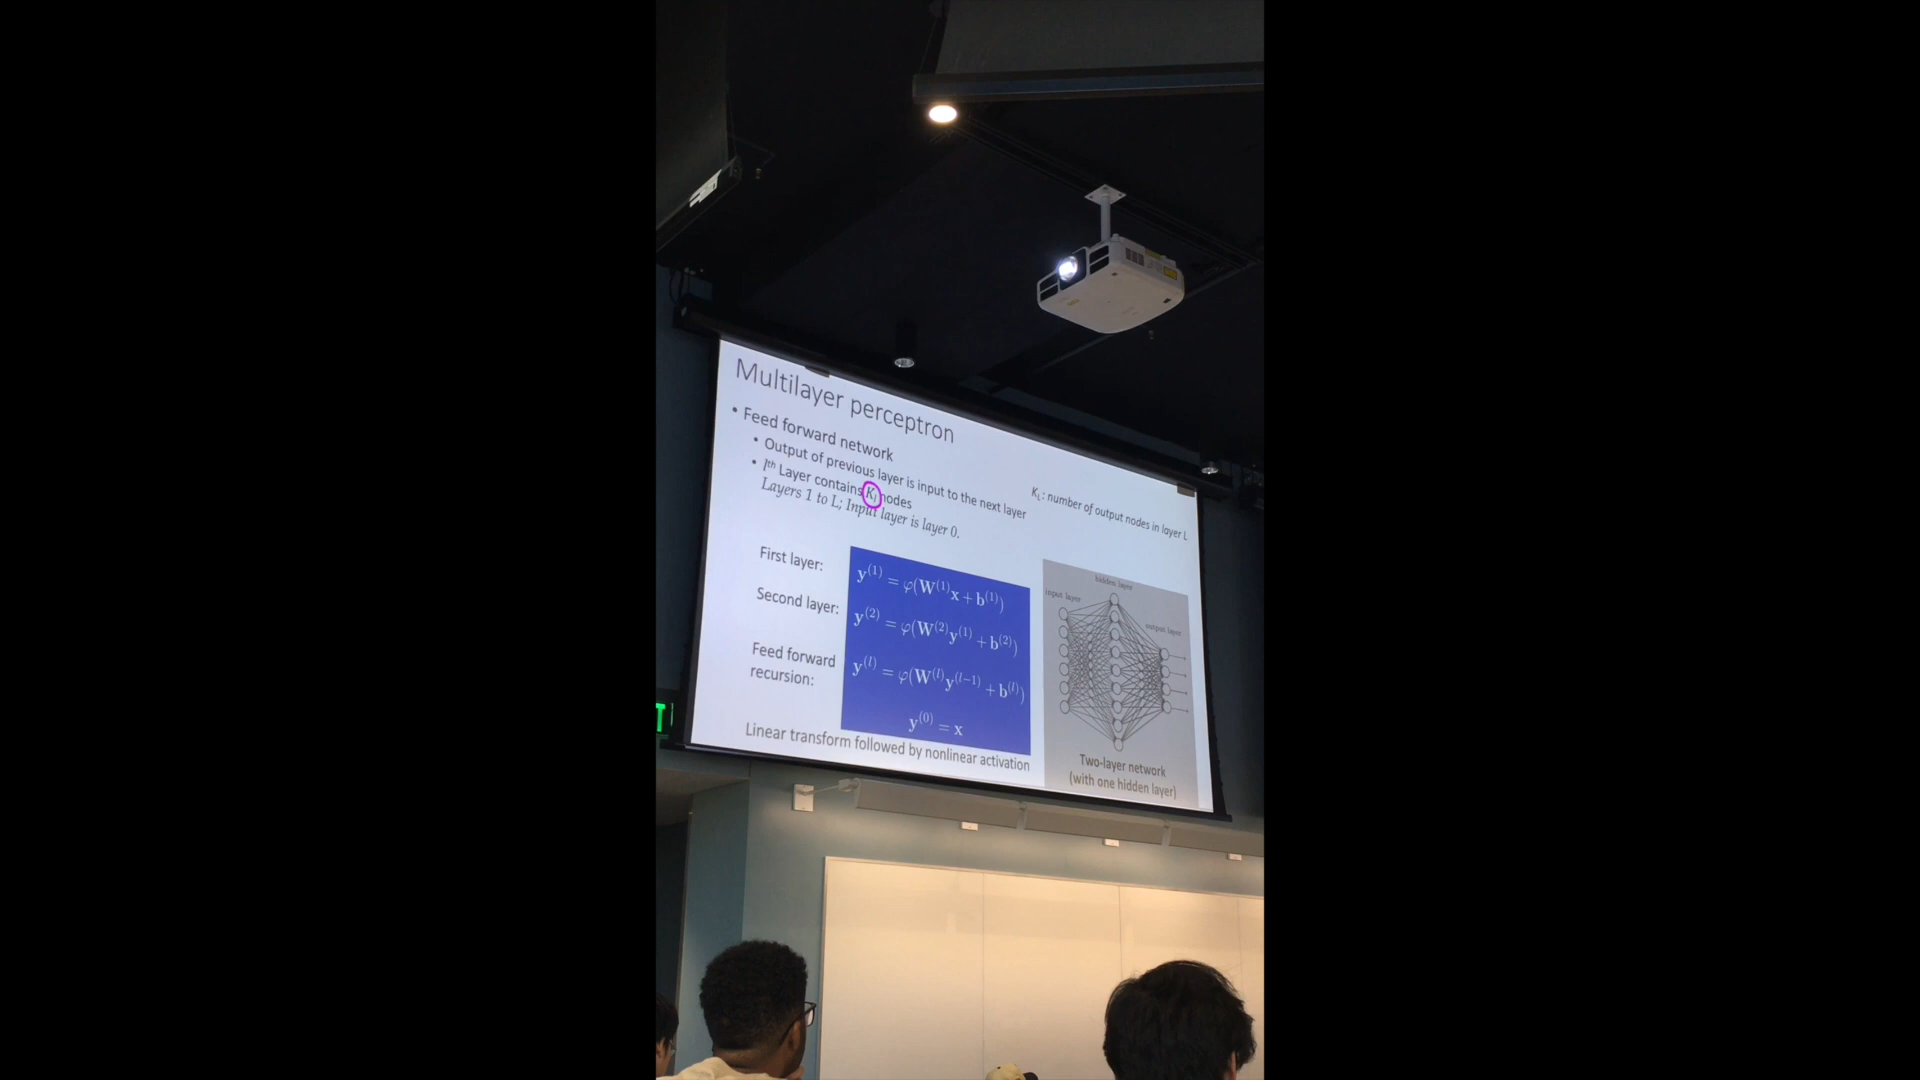 Multilayer perceptron
• Feed forward network
• Output of previous layer is input to the next layer
• lᵗʰ Layer contains Kₗ nodes
Layers 1 to L; Input layer is layer 0.
K_L: number of output nodes in layer L
First layer:
y⁽¹⁾ = φ(W⁽¹⁾x + b⁽¹⁾)
Second layer:
y⁽²⁾ = φ(W⁽²⁾y⁽¹⁾ + b⁽²⁾)
Feed forward
recursion:
y⁽ˡ⁾ = φ(W⁽ˡ⁾y⁽ˡ⁻¹⁾ + b⁽ˡ⁾)
y⁽⁰⁾ = x
Linear transform followed by nonlinear activation
hidden layer
input layer
output layer
Two-layer network
(with one hidden layer)